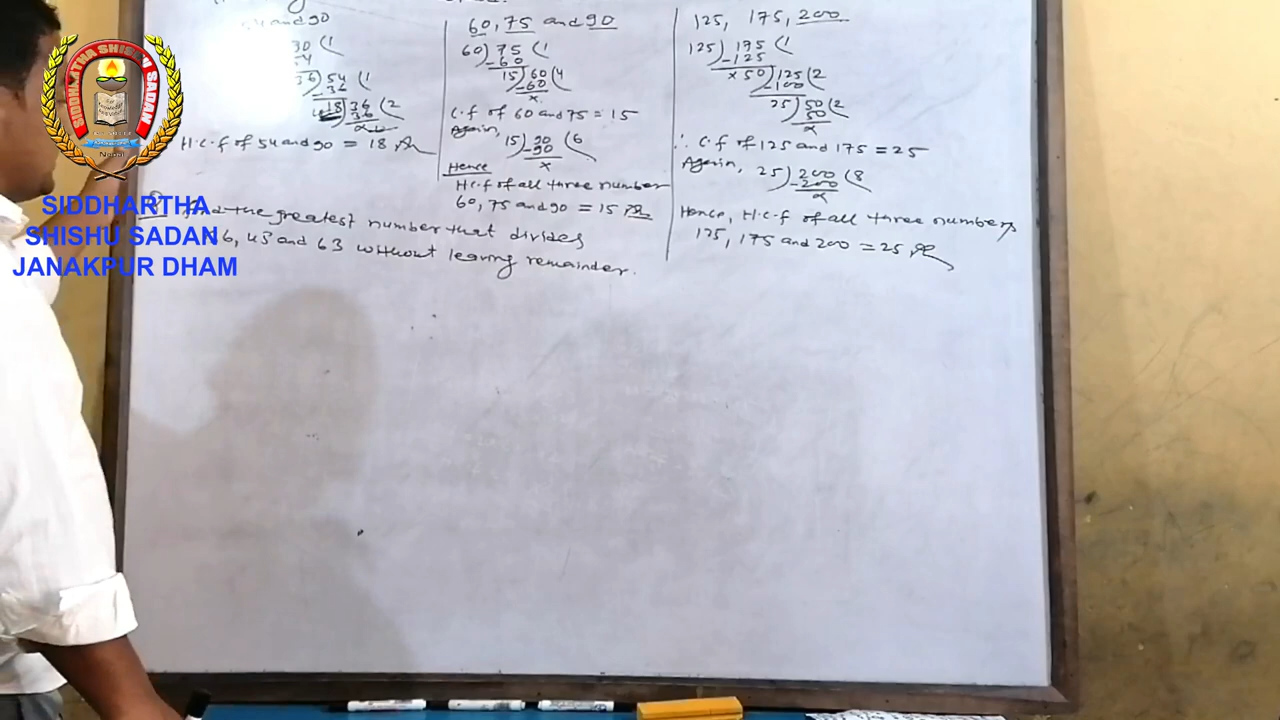 SIDDHARTHA SHISHU SADAN
Nepal
SIDDHARTHA
SHISHU SADAN
JANAKPUR DHAM
54 and 90
36) 54 (1
-36
18) 36 (2
36
x
H.C.f of 54 and 90 = 18
60, 75 and 90
60) 75 (1
-60
15) 60 (4
-60
x
C.f of 60 and 75 = 15
Again,
15) 90 (6
-90
x
Hence
H.C.f of all three number
60, 75 and 90 = 15
125, 175, 200
125) 175 (1
-125
x 50) 125 (2
-100
25) 50 (2
50
x
∴ C.f of 125 and 175 = 25
Again,
25) 200 (8
-200
x
Hence, H.C.f of all three numbers
125, 175 and 200 = 25
find the greatest number that divides
45 and 63 without leaving remainder.